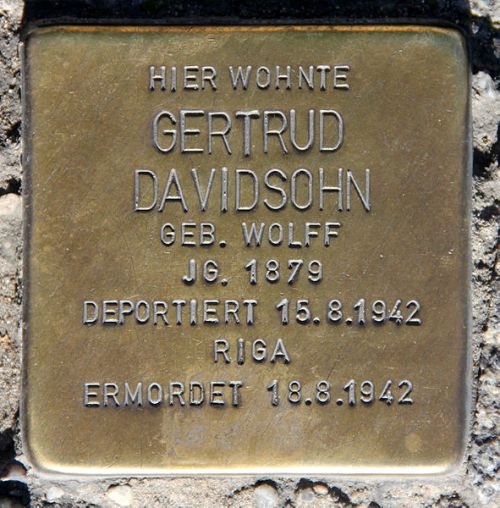 HIER WOHNTE
GERTRUD
DAVIDSOHN
GEB. WOLFF
JG. 1879
DEPORTIERT 15.8.1942
RIGA
ERMORDET 18.8.1942